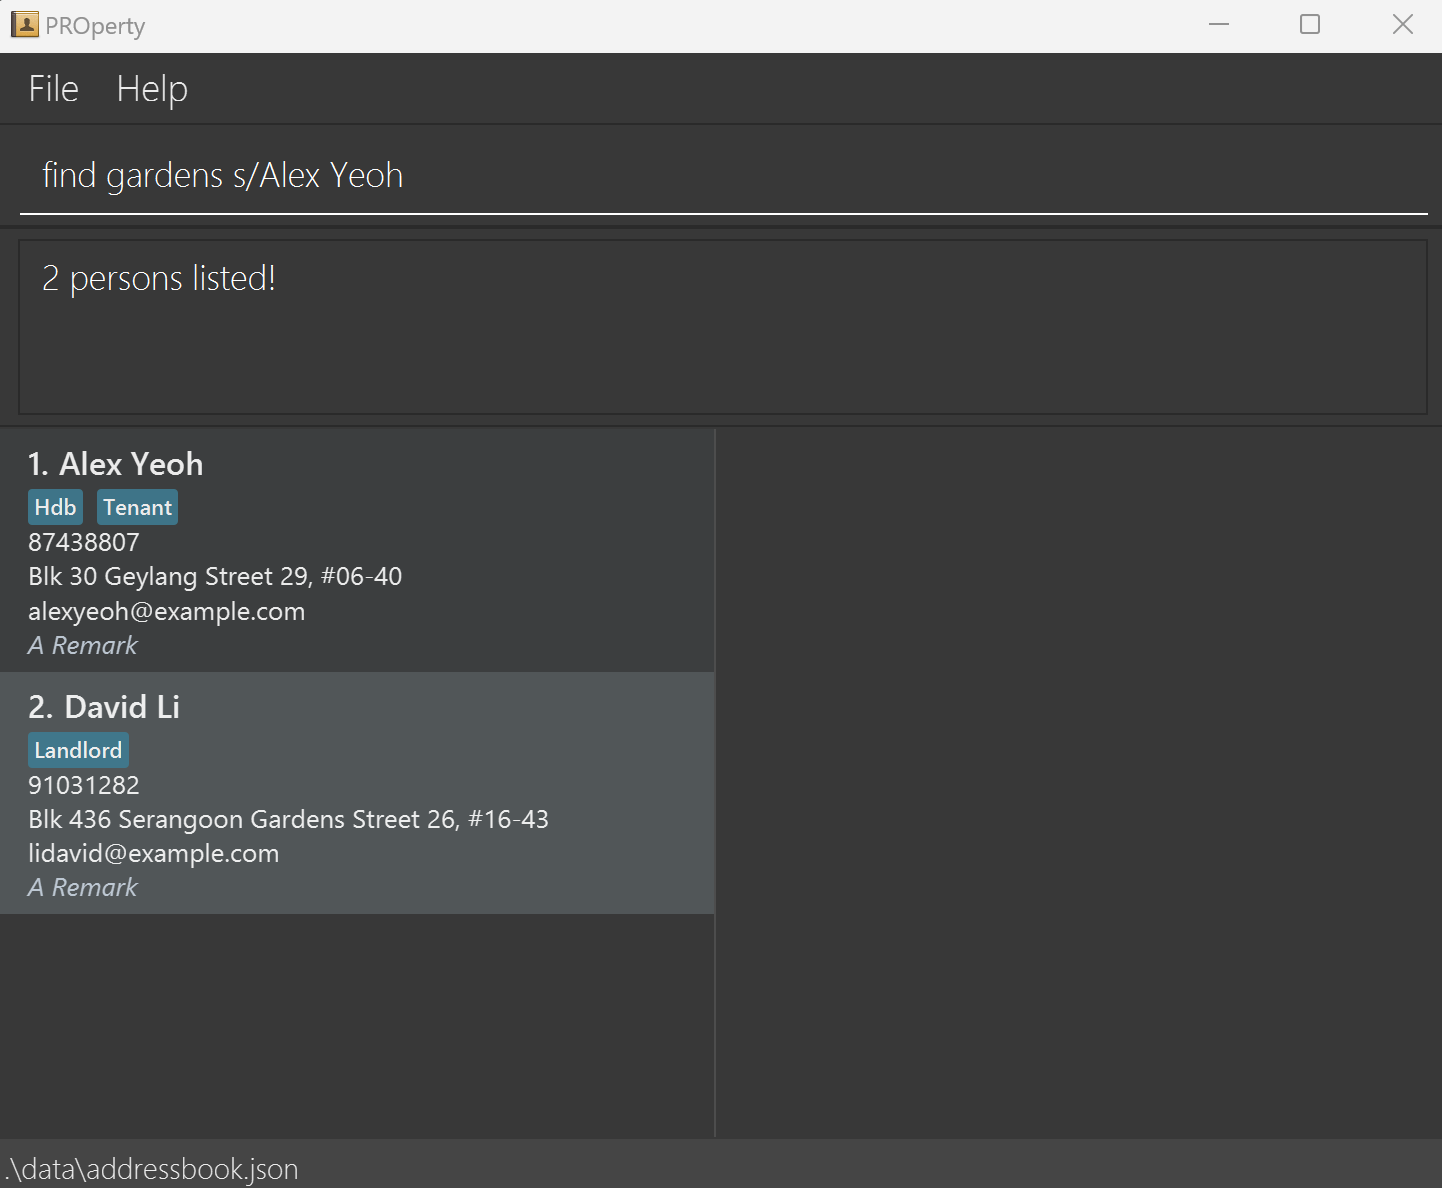 PROperty
File Help
find gardens s/Alex Yeoh
2 persons listed!
1. Alex Yeoh
Hdb Tenant
87438807
Blk 30 Geylang Street 29, #06-40
alexyeoh@example.com
A Remark
2. David Li
Landlord
91031282
Blk 436 Serangoon Gardens Street 26, #16-43
lidavid@example.com
A Remark
.\data\addressbook.json